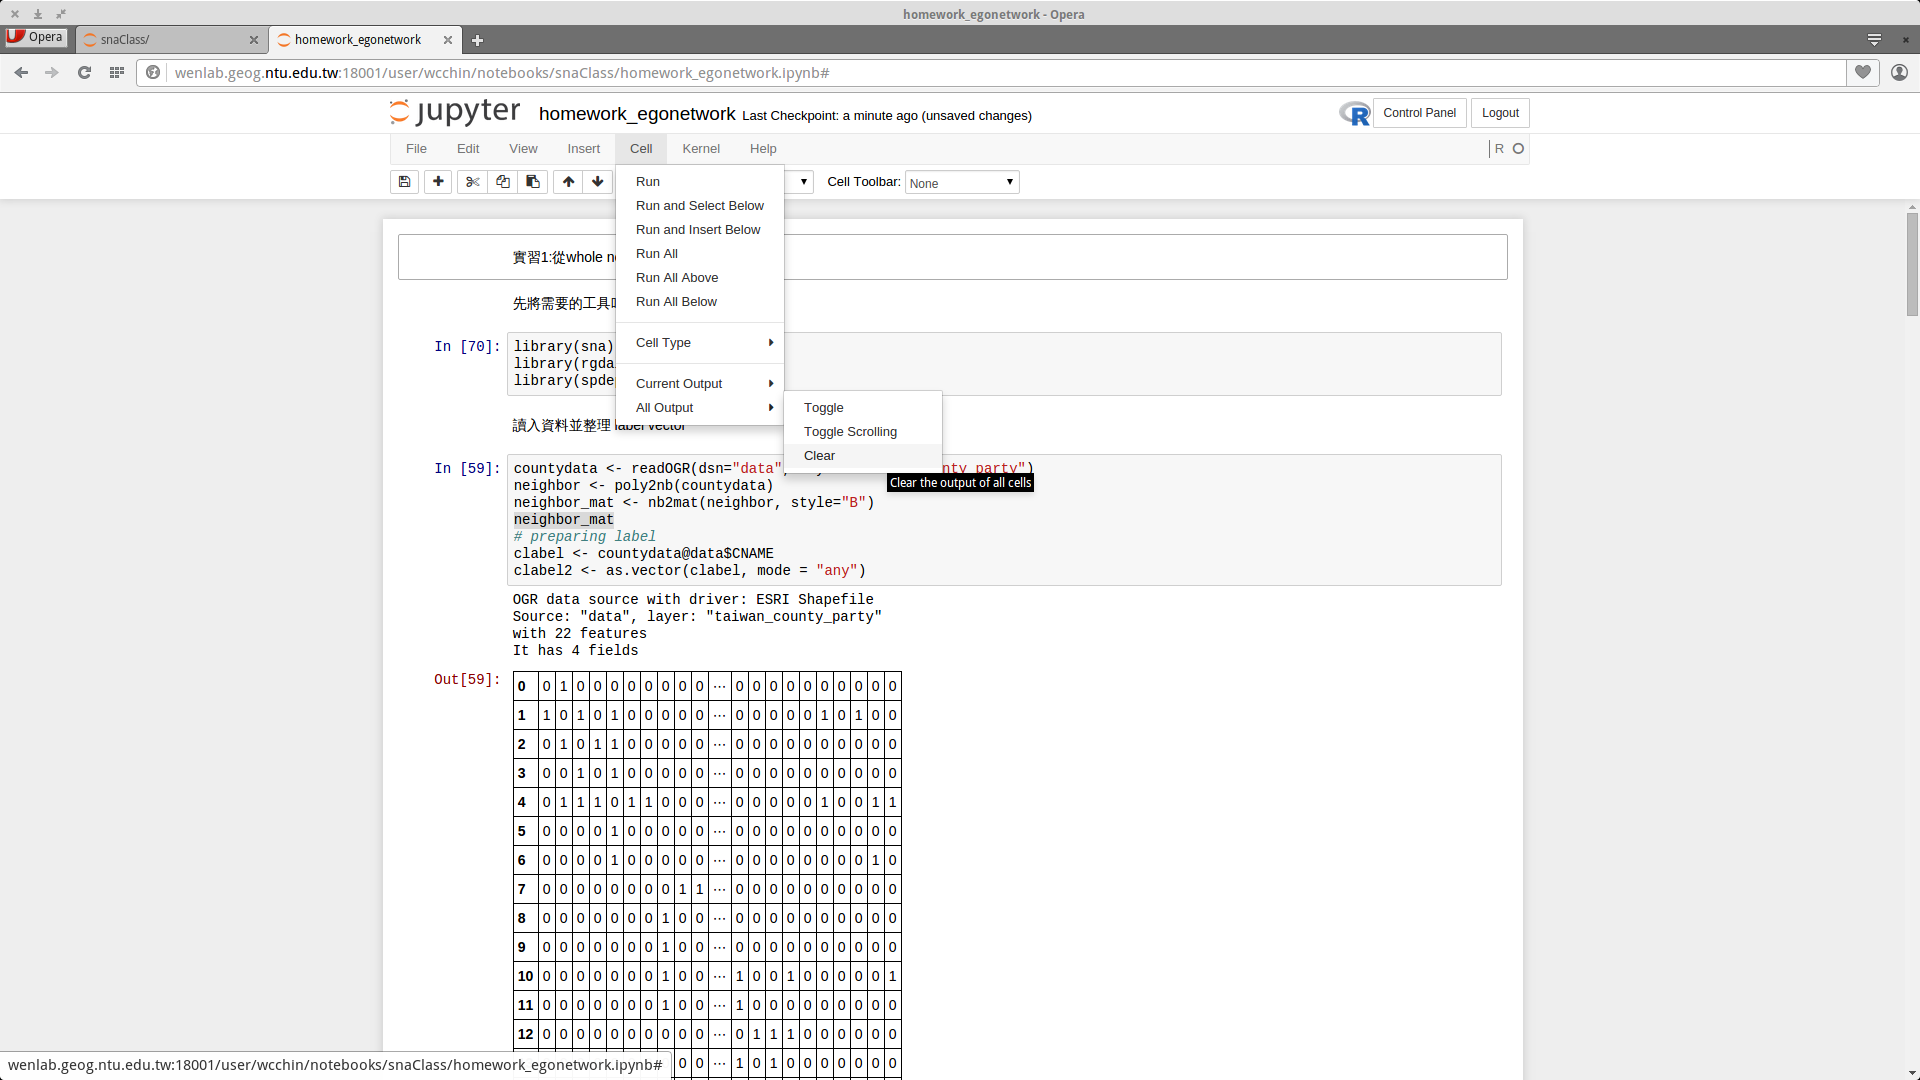 homework_egonetwork - Opera
Opera
snaClass/
homework_egonetwork
wenlab.geog.ntu.edu.tw:18001/user/wcchin/notebooks/snaClass/homework_egonetwork.ipynb#
jupyter
homework_egonetwork Last Checkpoint: a minute ago (unsaved changes)
R
Control Panel
Logout
File Edit View Insert Cell Kernel Help
R
Cell Toolbar: None
Run
Run and Select Below
Run and Insert Below
Run All
Run All Above
Run All Below
Cell Type
Current Output
All Output
Toggle
Toggle Scrolling
Clear
Clear the output of all cells
實習1:從whole
先將需要的工具
In [70]:
library(sna)
library(rgda
library(spde
讀入資料並整理 label vector
In [59]:
countydata <- readOGR(dsn="data", nty_party")
neighbor <- poly2nb(countydata)
neighbor_mat <- nb2mat(neighbor, style="B")
neighbor_mat
# preparing label
clabel <- countydata@data$CNAME
clabel2 <- as.vector(clabel, mode = "any")
OGR data source with driver: ESRI Shapefile
Source: "data", layer: "taiwan_county_party"
with 22 features
It has 4 fields
Out[59]:
0 0 1 0 0 0 0 0 0 0 0 ⋯ 0 0 0 0 0 0 0 0 0 0
1 1 0 1 0 1 0 0 0 0 0 ⋯ 0 0 0 0 0 1 0 1 0 0
2 0 1 0 1 1 0 0 0 0 0 ⋯ 0 0 0 0 0 0 0 0 0 0
3 0 0 1 0 1 0 0 0 0 0 ⋯ 0 0 0 0 0 0 0 0 0 0
4 0 1 1 1 0 1 1 0 0 0 ⋯ 0 0 0 0 0 1 0 0 1 1
5 0 0 0 0 1 0 0 0 0 0 ⋯ 0 0 0 0 0 0 0 0 0 0
6 0 0 0 0 1 0 0 0 0 0 ⋯ 0 0 0 0 0 0 0 0 1 0
7 0 0 0 0 0 0 0 0 1 1 ⋯ 0 0 0 0 0 0 0 0 0 0
8 0 0 0 0 0 0 0 1 0 0 ⋯ 0 0 0 0 0 0 0 0 0 0
9 0 0 0 0 0 0 0 1 0 0 ⋯ 0 0 0 0 0 0 0 0 0 0
10 0 0 0 0 0 0 0 1 0 0 ⋯ 1 0 0 1 0 0 0 0 0 1
11 0 0 0 0 0 0 0 1 0 0 ⋯ 1 0 0 0 0 0 0 0 0 0
12 0 0 0 0 0 0 0 0 0 0 ⋯ 0 1 1 1 0 0 0 0 0 0
0 0 ⋯ 1 0 1 0 0 0 0 0 0 0
wenlab.geog.ntu.edu.tw:18001/user/wcchin/notebooks/snaClass/homework_egonetwork.ipynb#